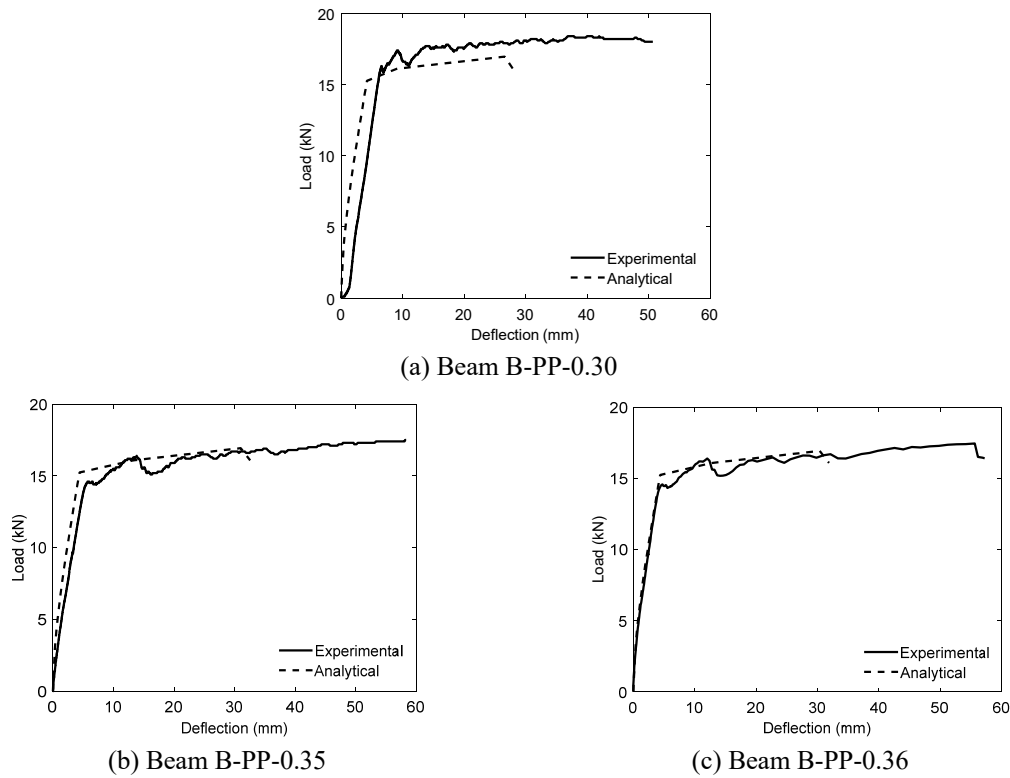 20
15
10
5
0
Load (kN)
Experimental
Analytical
0 10 20 30 40 50 60
Deflection (mm)
(a) Beam B-PP-0.30
20
15
10
5
0
Load (kN)
Experimental
Analytical
0 10 20 30 40 50 60
Deflection (mm)
(b) Beam B-PP-0.35
20
15
10
5
0
Load (kN)
Experimental
Analytical
0 10 20 30 40 50 60
Deflection (mm)
(c) Beam B-PP-0.36